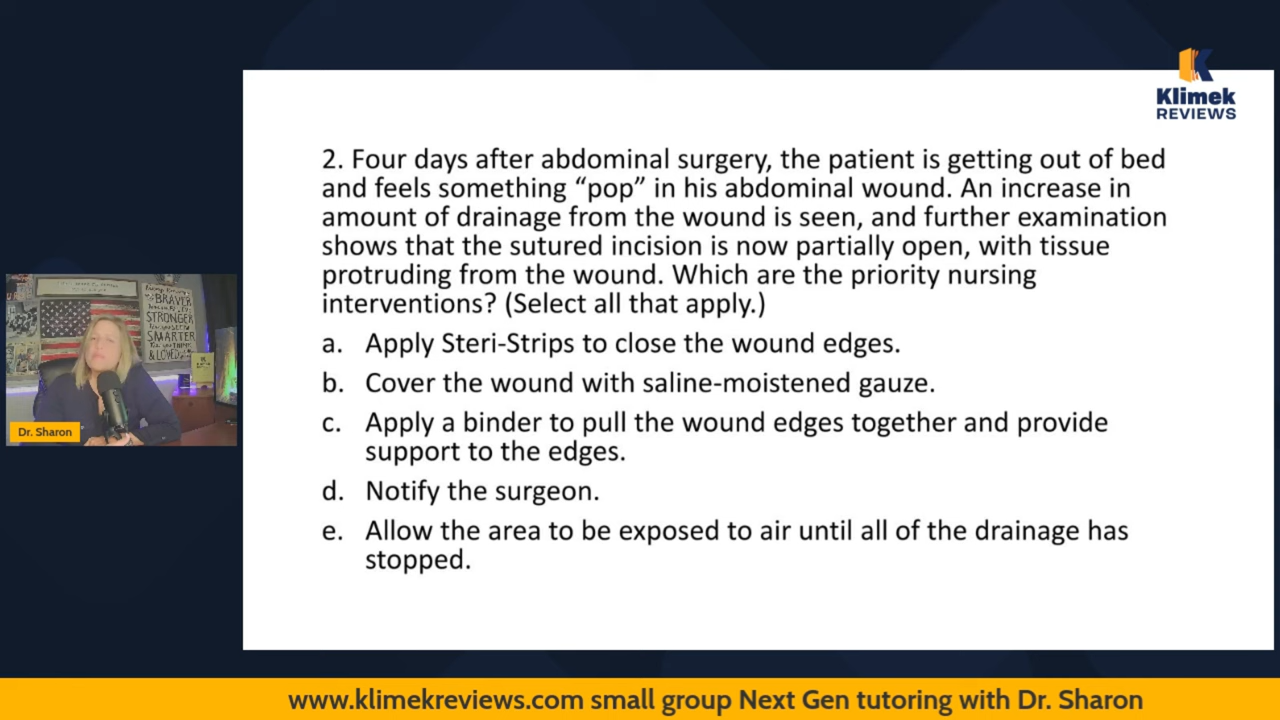 Klimek
REVIEWS
2. Four days after abdominal surgery, the patient is getting out of bed
and feels something “pop” in his abdominal wound. An increase in
amount of drainage from the wound is seen, and further examination
shows that the sutured incision is now partially open, with tissue
protruding from the wound. Which are the priority nursing
interventions? (Select all that apply.)
a. Apply Steri-Strips to close the wound edges.
b. Cover the wound with saline-moistened gauze.
c. Apply a binder to pull the wound edges together and provide
support to the edges.
d. Notify the surgeon.
e. Allow the area to be exposed to air until all of the drainage has
stopped.
BRAVER
STRONGER
SMARTER
& LOVED
Dr. Sharon
www.klimekreviews.com small group Next Gen tutoring with Dr. Sharon